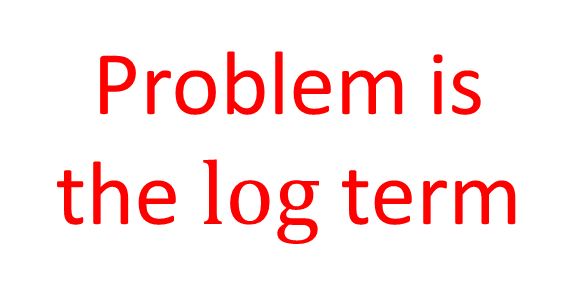 Problem is
the log term